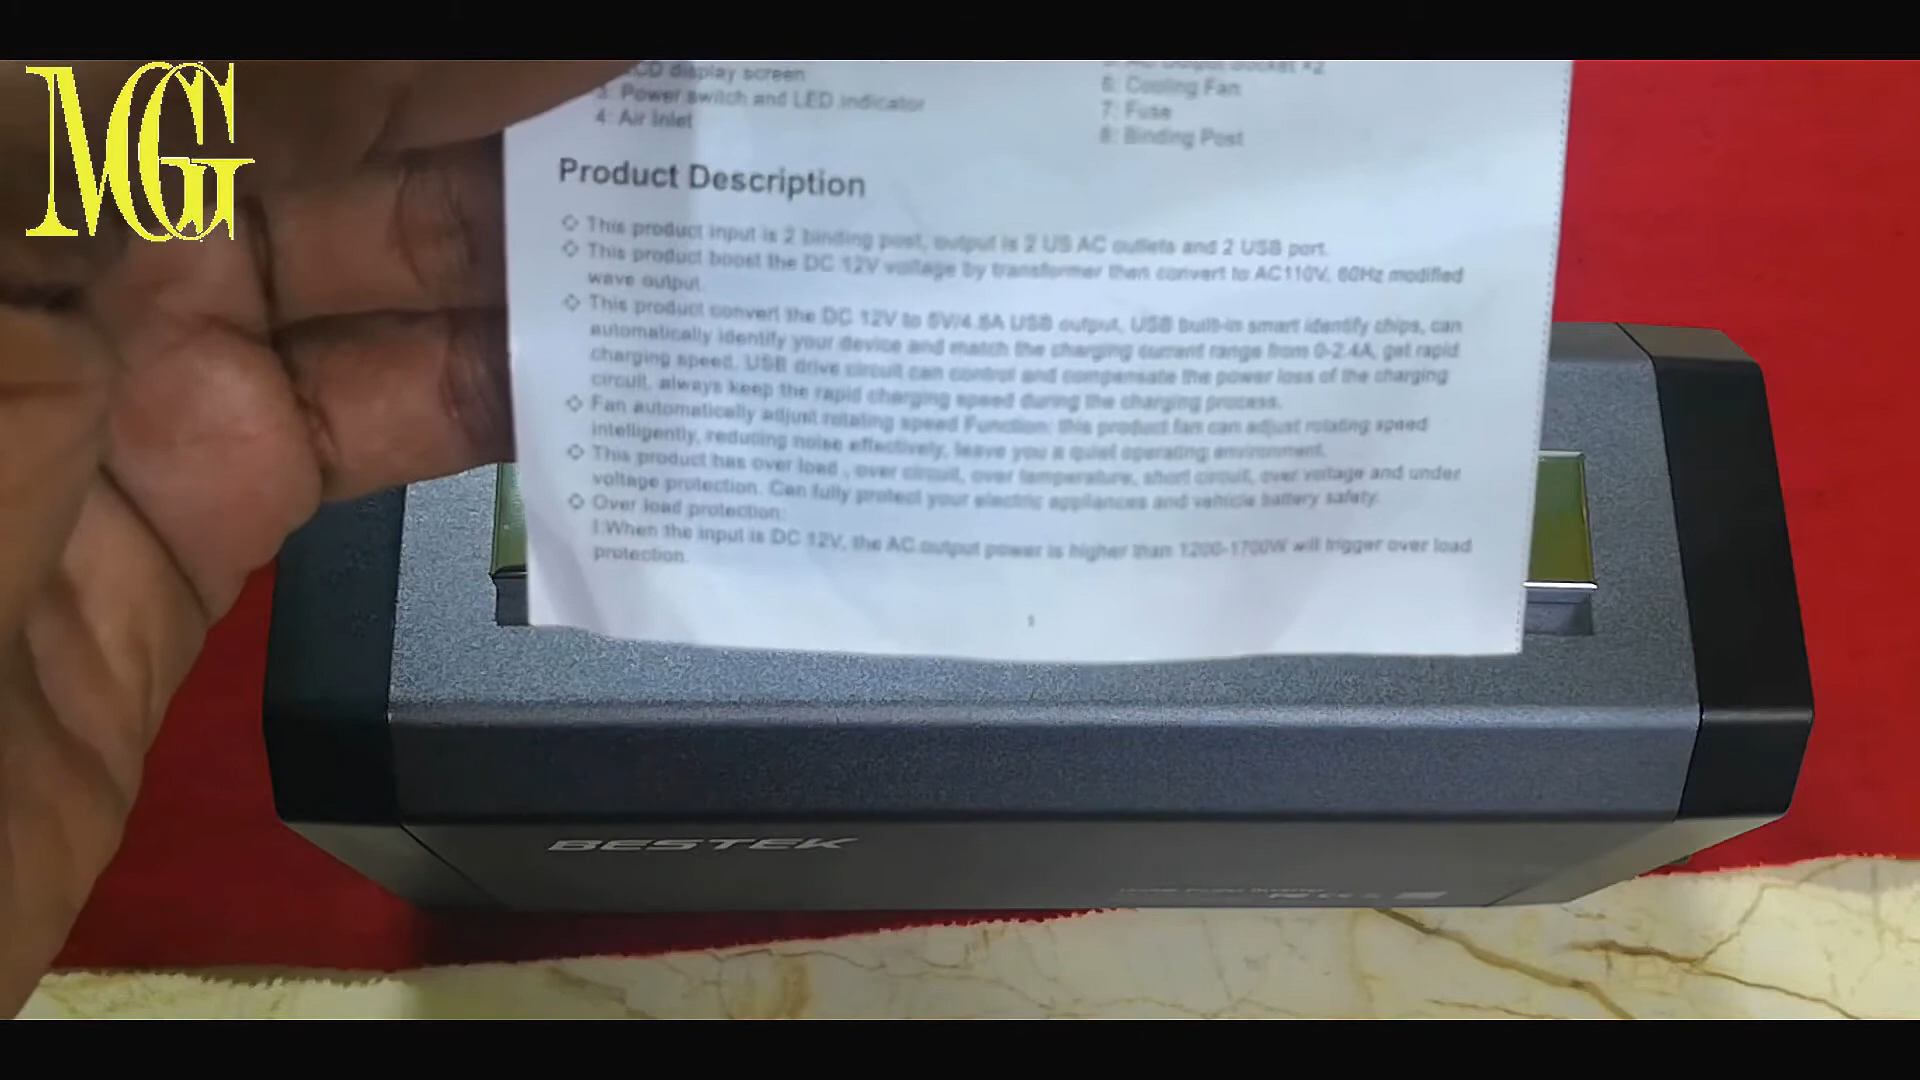 MGG
LCD display screen
3: Power switch and LED indicator
4: Air Inlet
5: AC Output Socket ×2
6: Cooling Fan
7: Fuse
8: Binding Post
Product Description
◇ This product input is 2 binding post, output is 2 US AC outlets and 2 USB port.
◇ This product boost the DC 12V voltage by transformer then convert to AC110V, 60Hz modified
wave output.
◇ This product convert the DC 12V to 5V/4.8A USB output, USB built-in smart identify chips, can
automatically identify your device and match the charging current range from 0-2.4A, get rapid
charging speed. USB drive circuit can control and compensate the power loss of the charging
circuit, always keep the rapid charging speed during the charging process.
◇ Fan automatically adjust rotating speed Function: this product fan can adjust rotating speed
intelligently, reducing noise effectively, leave you a quiet operating environment.
◇ This product has over load , over circuit, over temperature, short circuit, over voltage and under
voltage protection. Can fully protect your electric appliances and vehicle battery safety.
◇ Over load protection:
1.When the input is DC 12V, the AC output power is higher than 1200-1700W will trigger over load
protection.
BESTEK